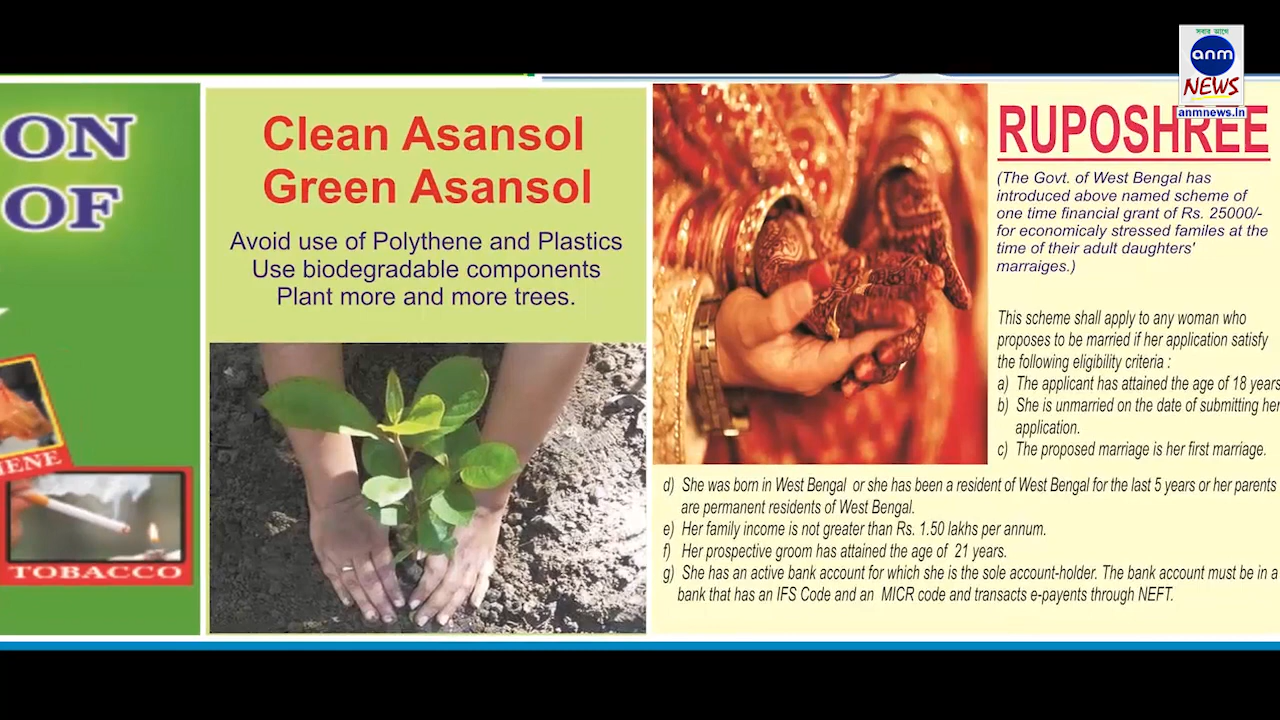 সবার আগে
anm
NEWS
anmnews.in
ON
OF
TOBACCO
Clean Asansol
Green Asansol
Avoid use of Polythene and Plastics
Use biodegradable components
Plant more and more trees.
RUPOSHREE
(The Govt. of West Bengal has
introduced above named scheme of
one time financial grant of Rs. 25000/-
for economicaly stressed familes at the
time of their adult daughters'
marraiges.)
This scheme shall apply to any woman who
proposes to be married if her application satisfy
the following eligibility criteria :
a) The applicant has attained the age of 18 years
b) She is unmarried on the date of submitting her
application.
c) The proposed marriage is her first marriage.
d) She was born in West Bengal or she has been a resident of West Bengal for the last 5 years or her parents
are permanent residents of West Bengal.
e) Her family income is not greater than Rs. 1.50 lakhs per annum.
f) Her prospective groom has attained the age of 21 years.
g) She has an active bank account for which she is the sole account-holder. The bank account must be in a
bank that has an IFS Code and an MICR code and transacts e-payents through NEFT.